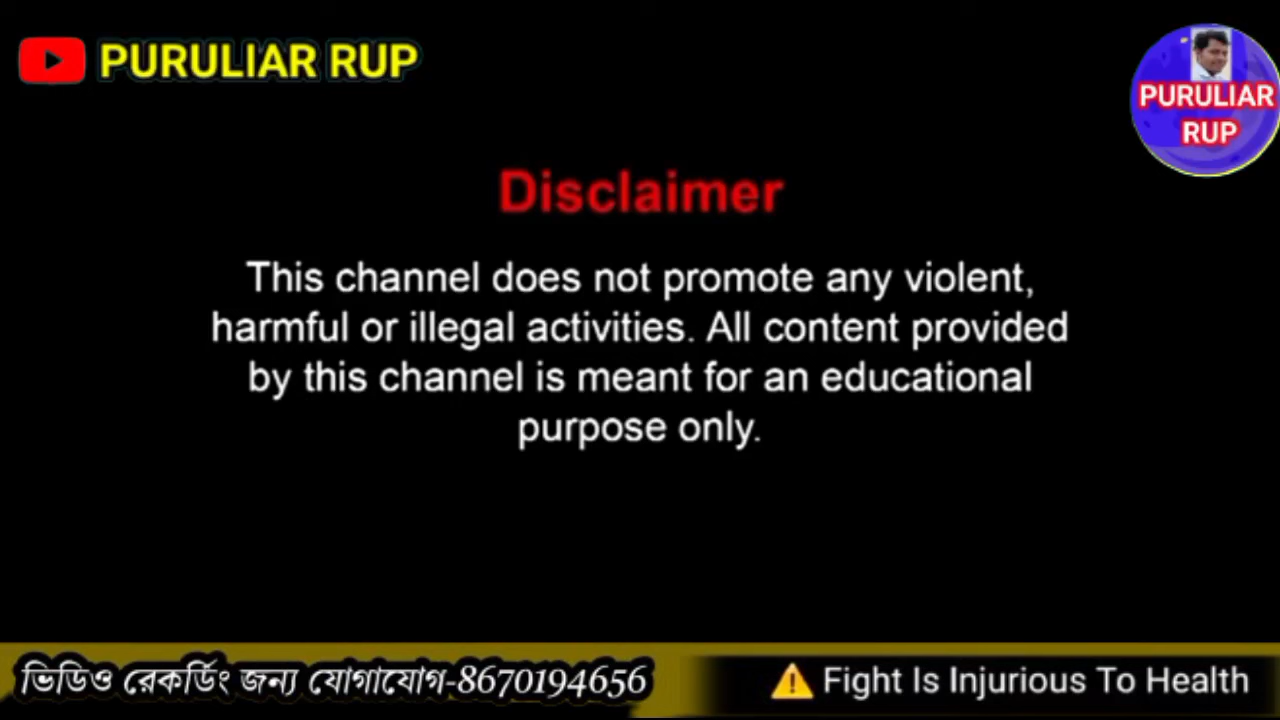 PURULIAR RUP
PURULIAR
RUP
Disclaimer
This channel does not promote any violent,
harmful or illegal activities. All content provided
by this channel is meant for an educational
purpose only.
ভিডিও রেকর্ডিং জন্য যোগাযোগ-8670194656
Fight Is Injurious To Health